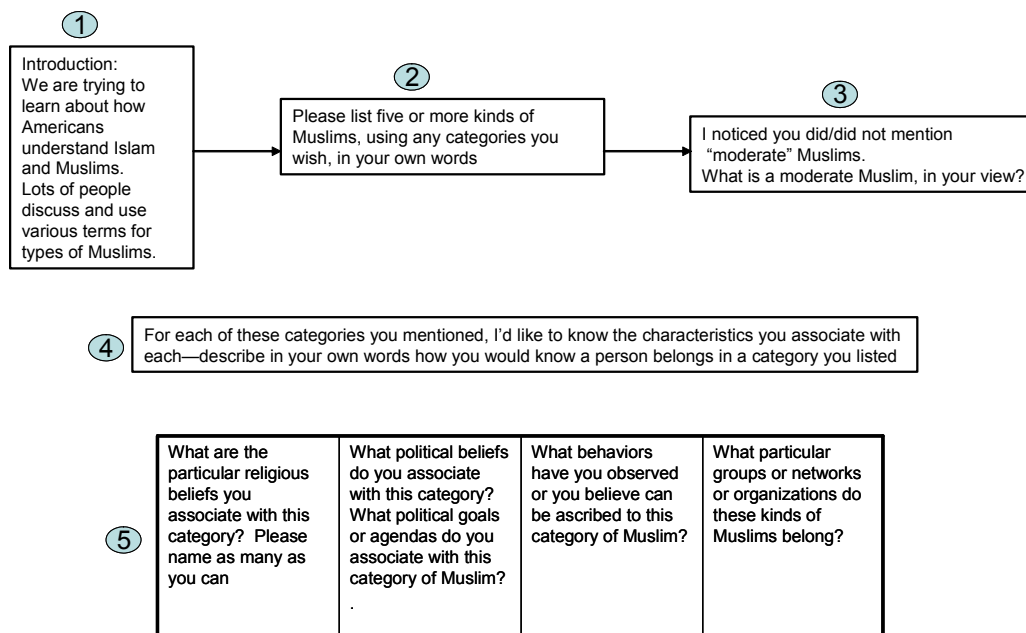 1
Introduction:
We are trying to
learn about how
Americans
understand Islam
and Muslims.
Lots of people
discuss and use
various terms for
types of Muslims.
2
Please list five or more kinds of
Muslims, using any categories you
wish, in your own words
3
I noticed you did/did not mention
“moderate” Muslims.
What is a moderate Muslim, in your view?
4
For each of these categories you mentioned, I’d like to know the characteristics you associate with
each—describe in your own words how you would know a person belongs in a category you listed
5
What are the
particular religious
beliefs you
associate with this
category?  Please
name as many as
you can
What political beliefs
do you associate
with this category?
What political goals
or agendas do you
associate with this
category of Muslim?
.
What behaviors
have you observed
or you believe can
be ascribed to this
category of Muslim?
What particular
groups or networks
or organizations do
these kinds of
Muslims belong?